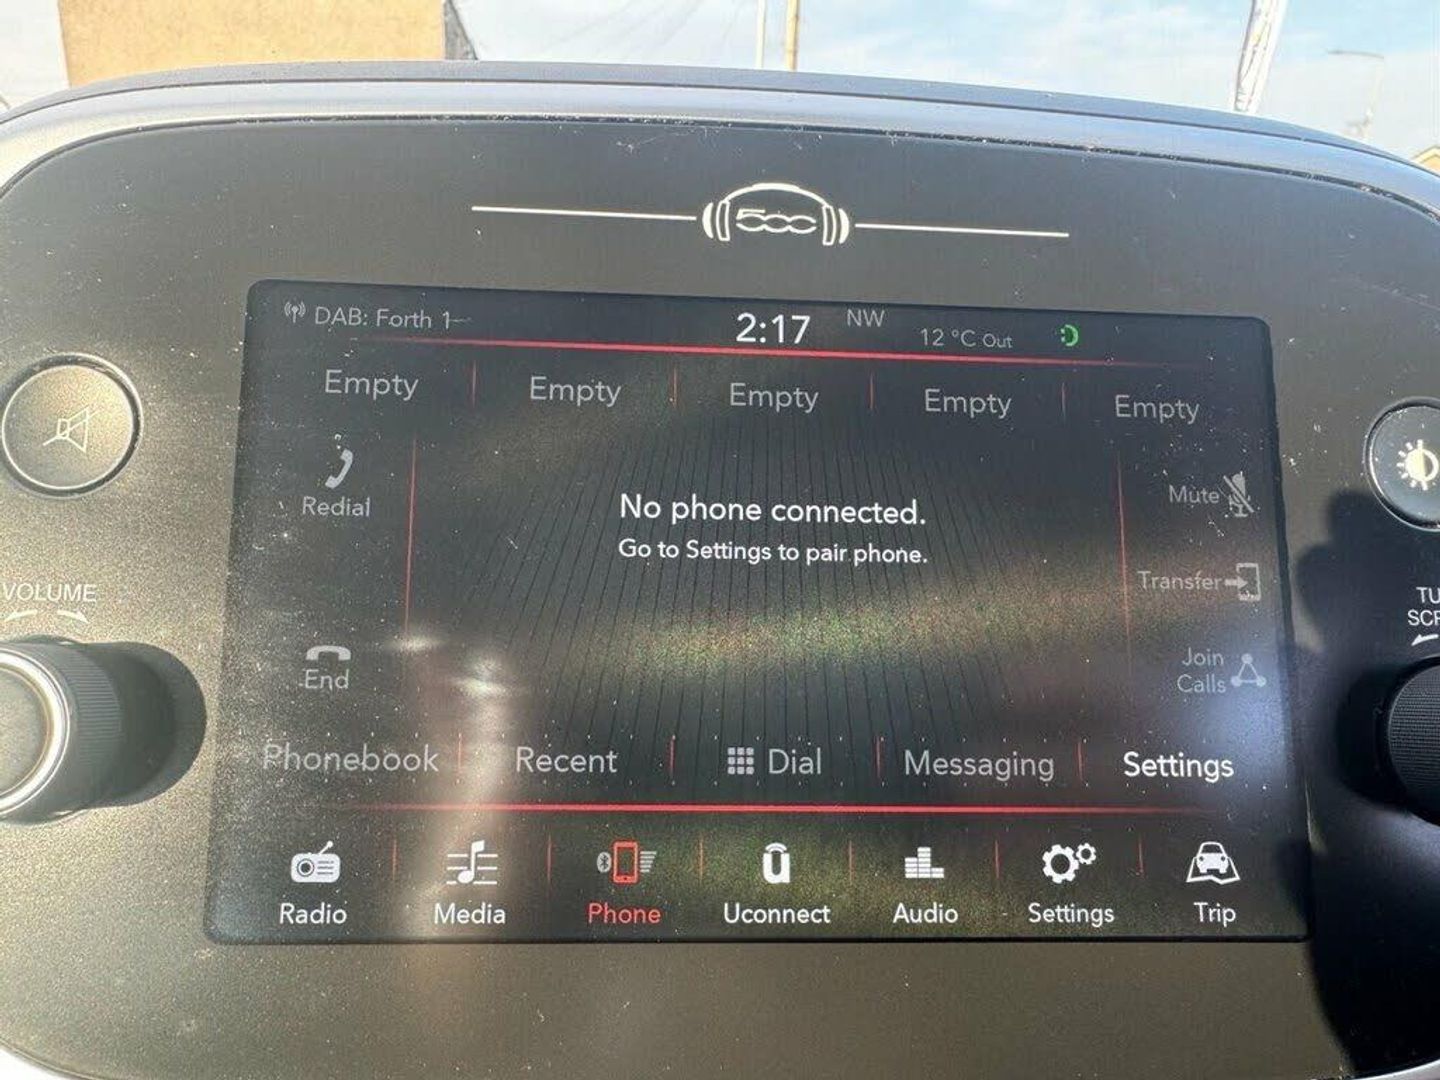 500
DAB: Forth 1
2:17
NW
12 °C Out
Empty
Empty
Empty
Empty
Empty
Redial
Mute
No phone connected.
Go to Settings to pair phone.
Transfer
VOLUME
End
Join
Calls
Phonebook
Recent
Dial
Messaging
Settings
Radio
Media
Phone
Uconnect
Audio
Settings
Trip